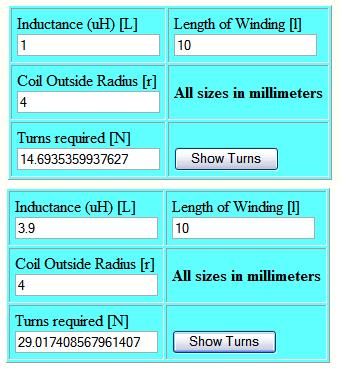 Inductance (uH) [L] Length of Winding [l]
1 10
Coil Outside Radius [r] All sizes in millimeters
4
Turns required [N]
14.6935359937627 Show Turns
Inductance (uH) [L] Length of Winding [l]
3.9 10
Coil Outside Radius [r] All sizes in millimeters
4
Turns required [N]
29.017408567961407 Show Turns